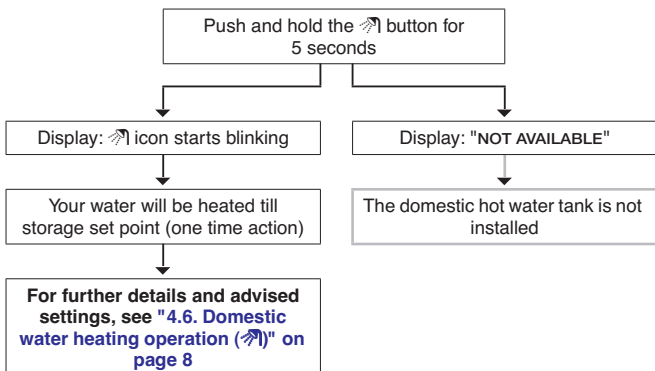 Push and hold the button for
5 seconds
Display: icon starts blinking
Display: "NOT AVAILABLE"
Your water will be heated till
storage set point (one time action)
The domestic hot water tank is not
installed
For further details and advised
settings, see "4.6. Domestic
water heating operation ()" on
page 8